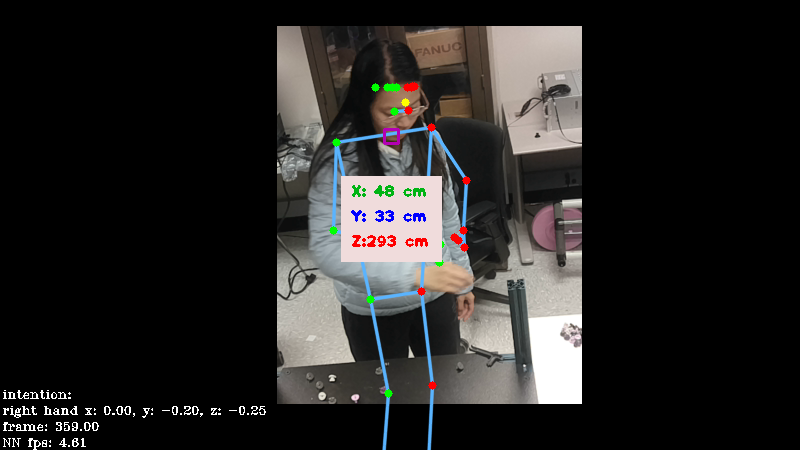 FANUC
X: 48 cm
Y: 33 cm
Z:293 cm
intention:
right hand x: 0.00, y: -0.20, z: -0.25
frame: 359.00
NN fps: 4.61